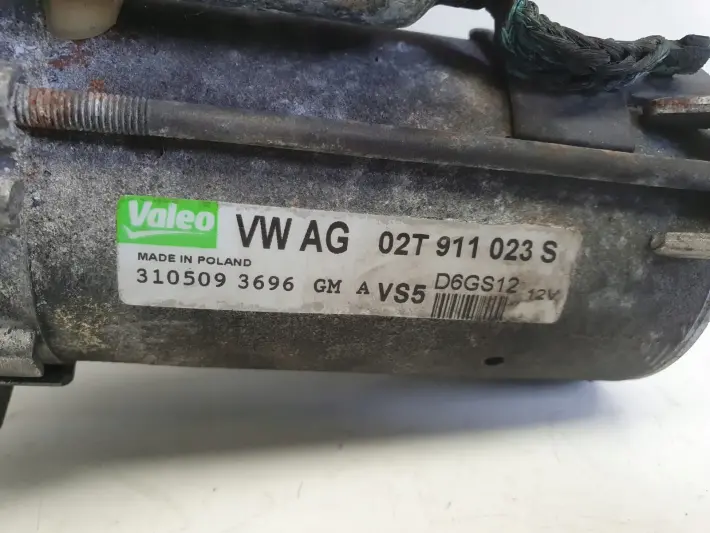 Valeo VW AG 02T 911 023 S
MADE IN POLAND
310509 3696 GM A VS5 D6GS12 12V